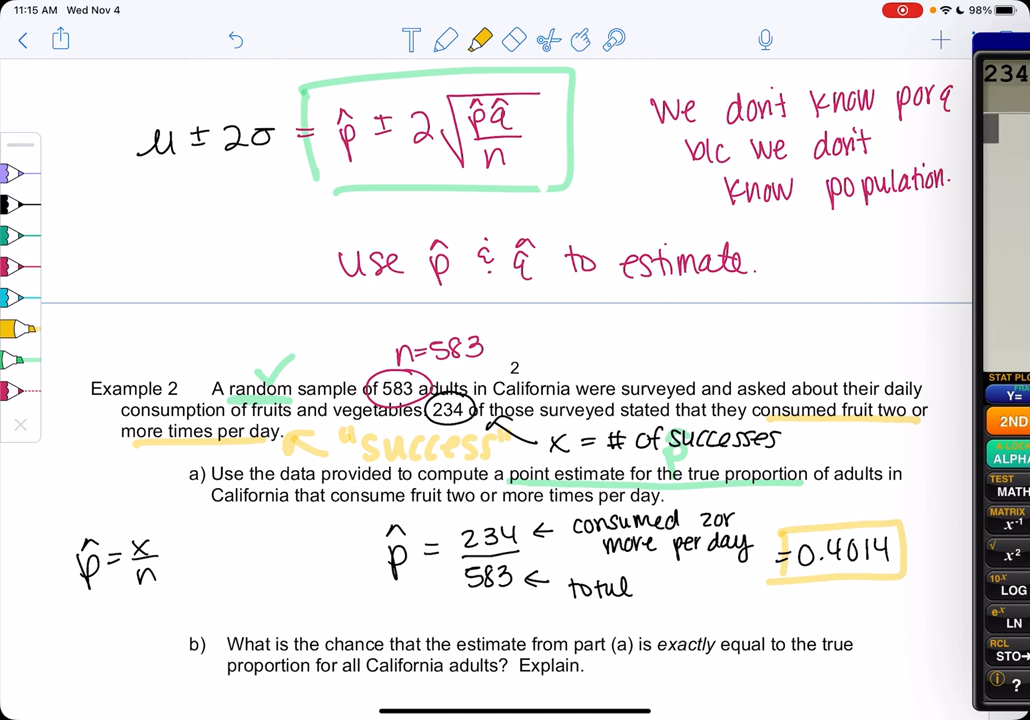 11:15 AM Wed Nov 4
98%
T
μ ± 2σ = p̂ ± 2√(p̂q̂/n)
We don't know p or q
b/c we don't
know population.
use p̂ & q̂ to estimate.
n=583
2
Example 2 A random sample of 583 adults in California were surveyed and asked about their daily
consumption of fruits and vegetables 234 of those surveyed stated that they consumed fruit two or
more times per day.
"success"
x = # of successes
p
a) Use the data provided to compute a point estimate for the true proportion of adults in
California that consume fruit two or more times per day.
p̂ = x/n
p̂ = 234/583 = 0.4014
← consumed 2 or
more per day
← total
b) What is the chance that the estimate from part (a) is exactly equal to the true
proportion for all California adults? Explain.
234
STAT PLO
Y=
2ND
ALPHA
TEST
MATH
MATRIX
x⁻¹
√
x²
10ˣ
LOG
eˣ
LN
RCL
STO→
i
?